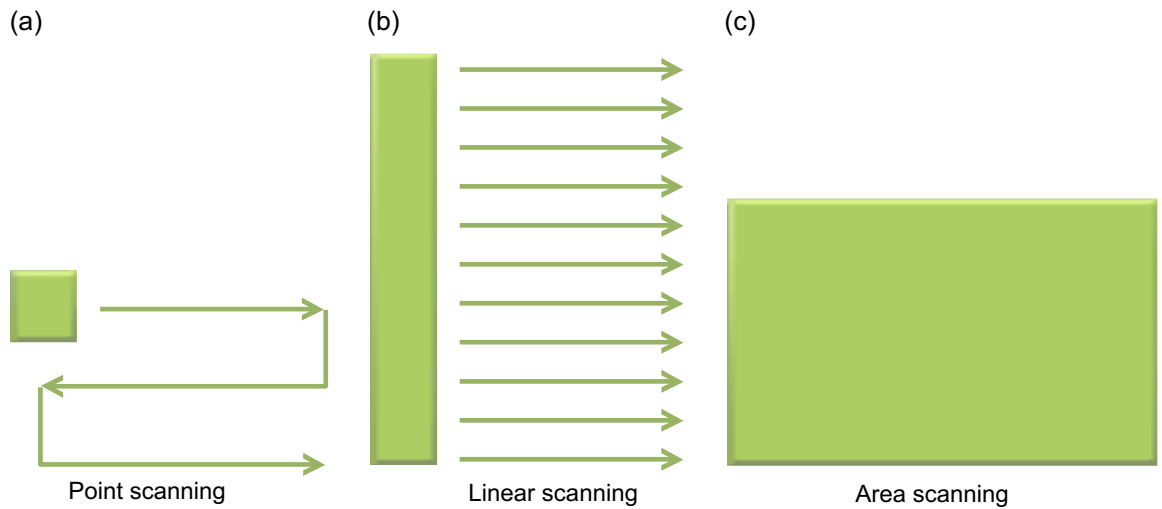 (a)
(b)
(c)
Point scanning
Linear scanning
Area scanning